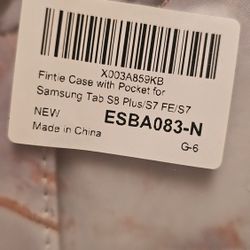 X003A859KB
Fintie Case with Pocket for
Samsung Tab S8 Plus/S7 FE/S7
NEW
ESBA083-N
Made in China
G-6